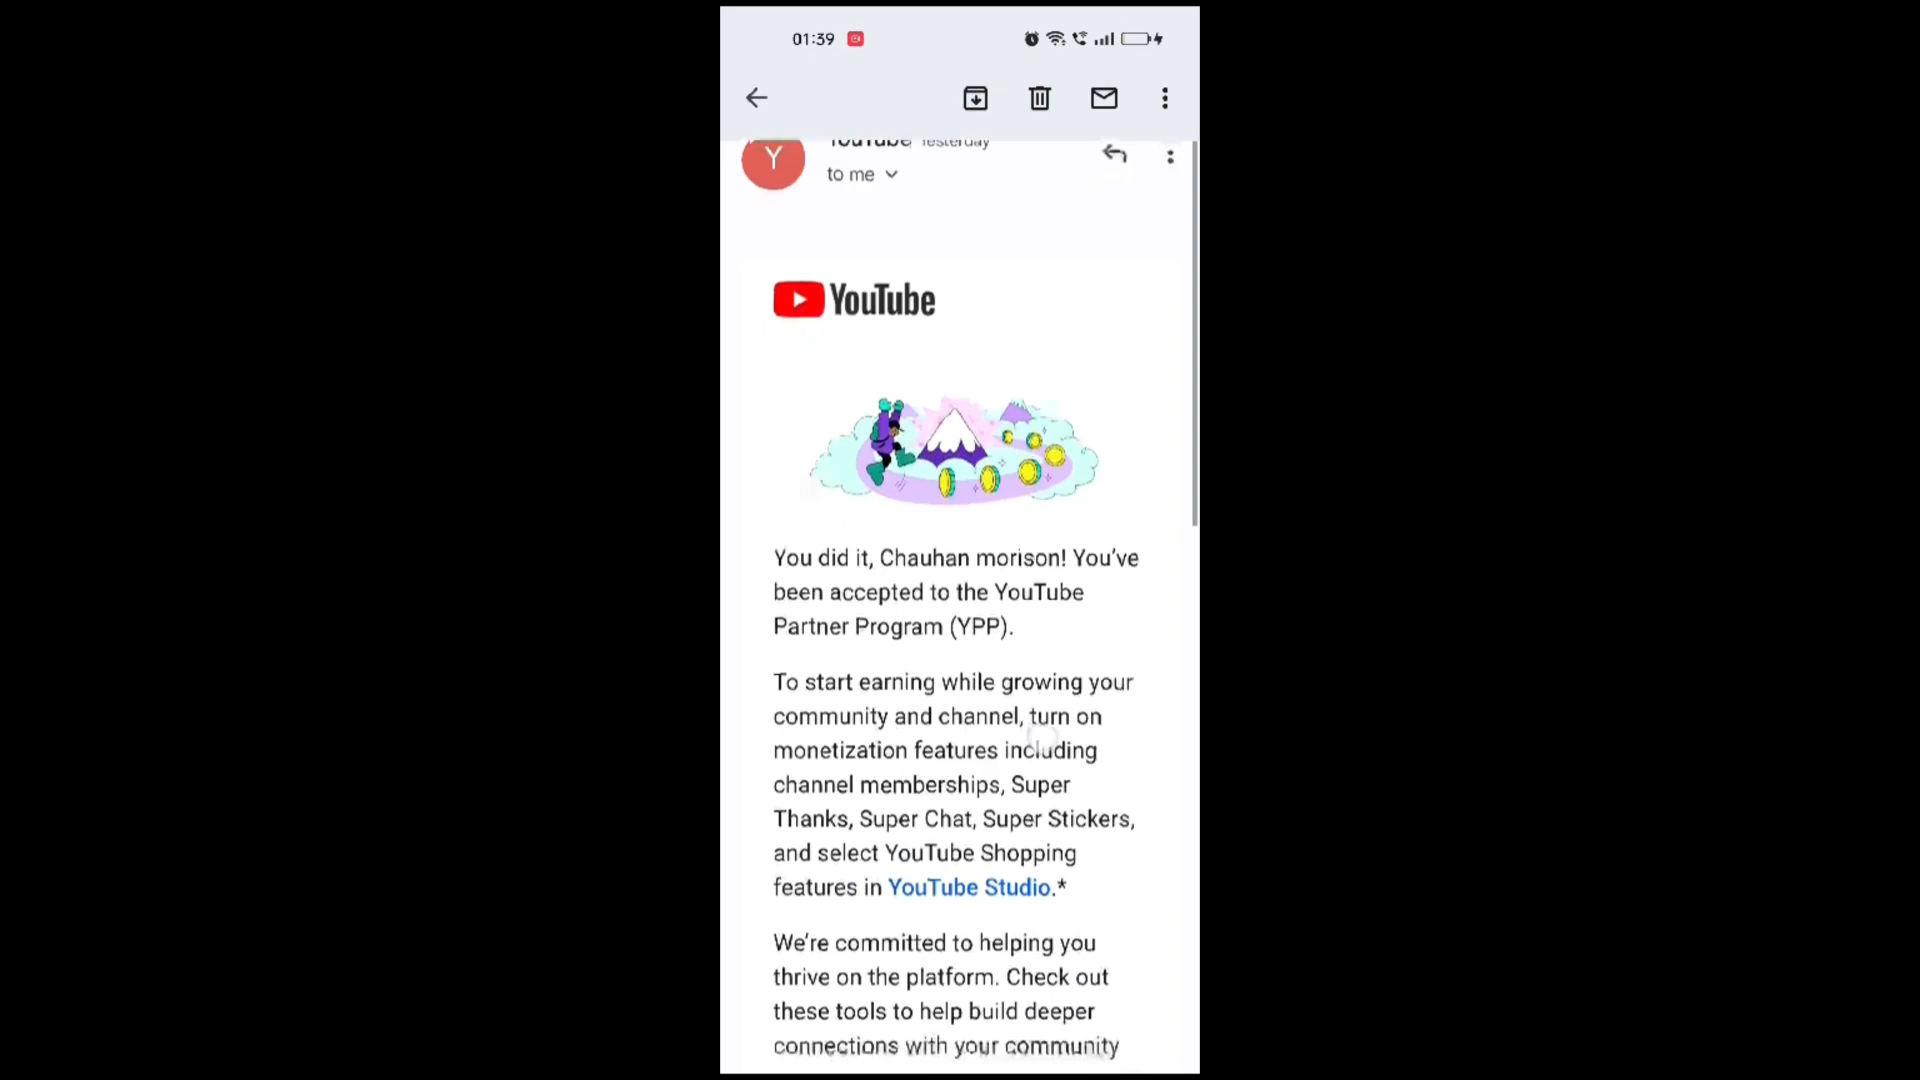 01:39
YouTube Yesterday
Y
to me
YouTube
You did it, Chauhan morison! You've
been accepted to the YouTube
Partner Program (YPP).
To start earning while growing your
community and channel, turn on
monetization features including
channel memberships, Super
Thanks, Super Chat, Super Stickers,
and select YouTube Shopping
features in YouTube Studio.*
We're committed to helping you
thrive on the platform. Check out
these tools to help build deeper
connections with your community